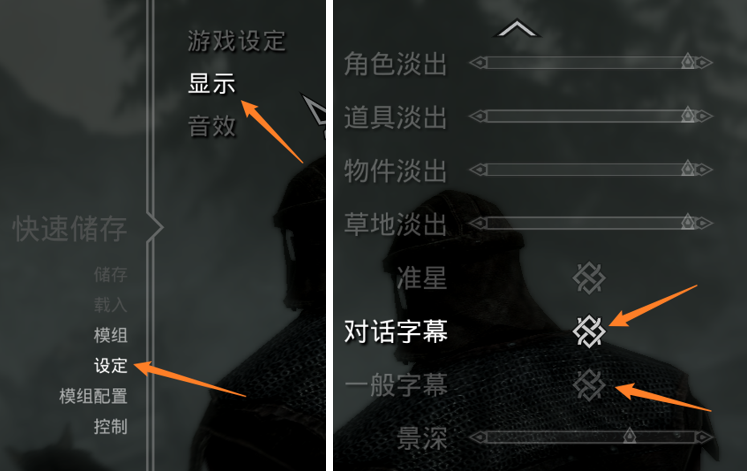 游戏设定
显示
音效
快速储存
储存
载入
模组
设定
模组配置
控制
角色淡出
道具淡出
物件淡出
草地淡出
准星
对话字幕
一般字幕
景深